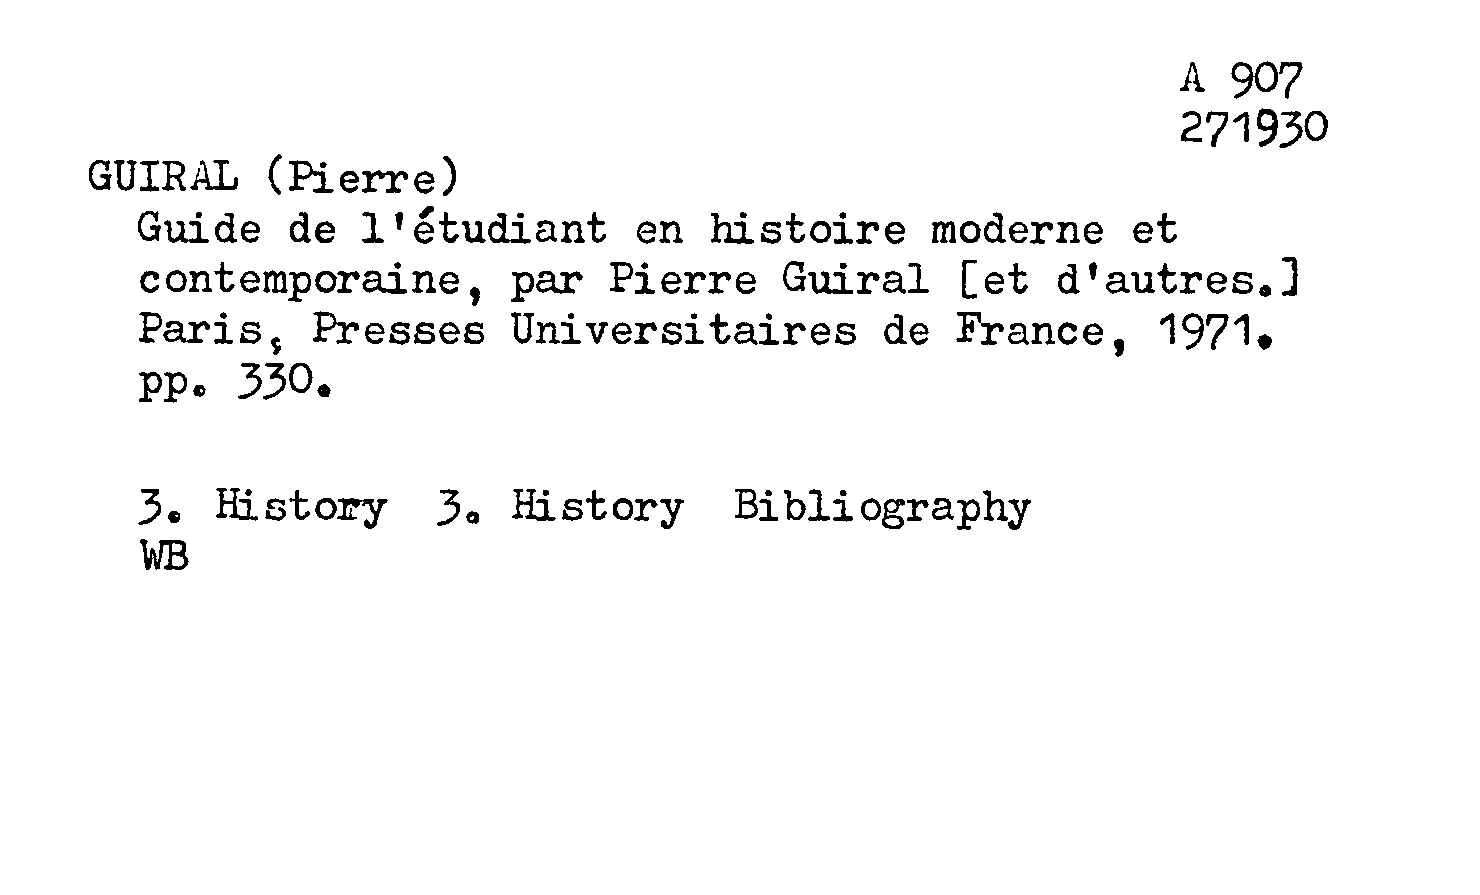 A 907
271930
GUIRAL (Pierre)
Guide de l'étudiant en histoire moderne et
contemporaine, par Pierre Guiral [et d'autres.]
Paris, Presses Universitaires de France, 1971.
pp. 330.
3. History 3. History Bibliography
WB